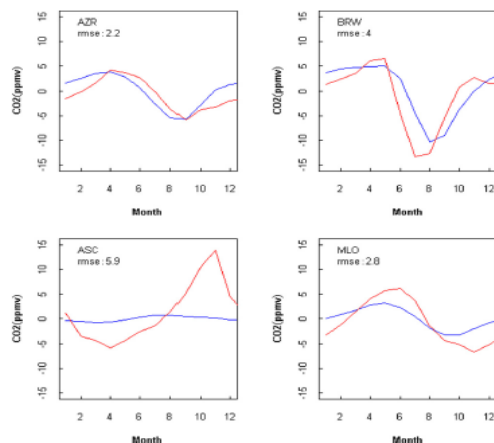 AZR
rmse: 2.2
CO2(ppmv)
15
10
5
0
-5
-10
-15
2 4 6 8 10 12
Month
BRW
rmse: 4
CO2(ppmv)
15
10
5
0
-5
-10
-15
2 4 6 8 10 12
Month
ASC
rmse: 5.9
CO2(ppmv)
15
10
5
0
-5
-10
-15
2 4 6 8 10 12
Month
MLO
rmse: 2.8
CO2(ppmv)
15
10
5
0
-5
-10
-15
2 4 6 8 10 12
Month